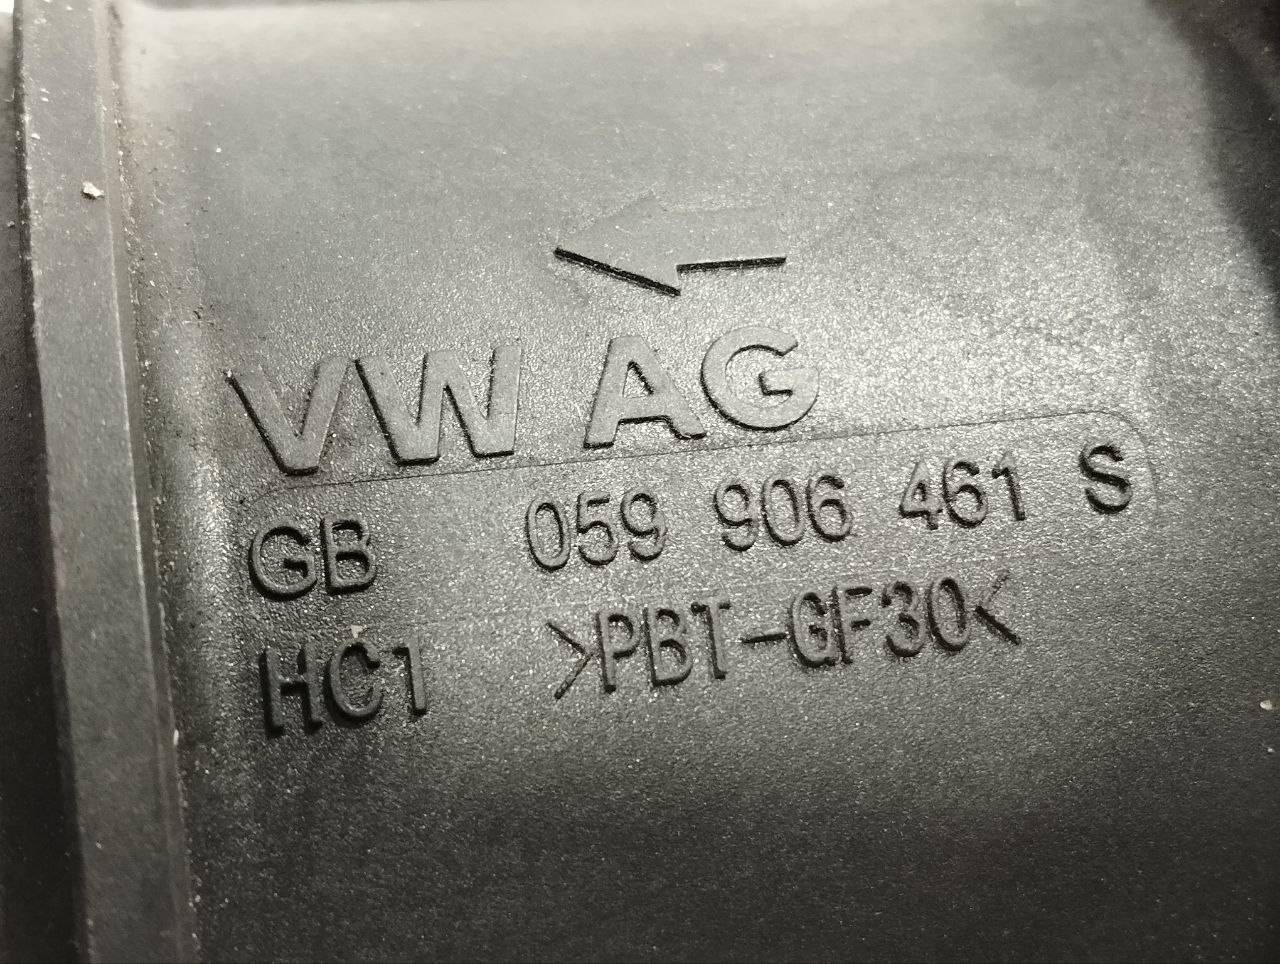 VW AG
GB 059 906 461 S
HC1 >PBT-GF30<